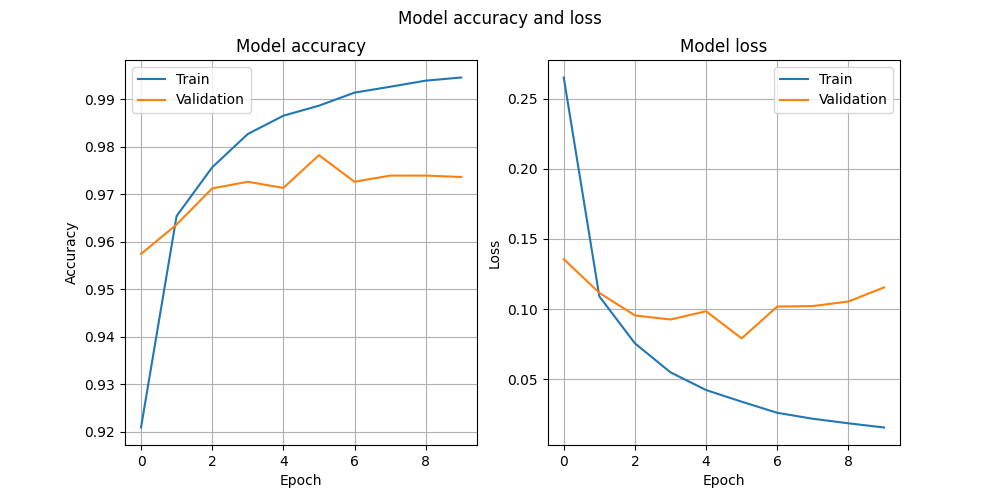 Model accuracy and loss
Model accuracy
Train
Validation
0.99
0.98
0.97
0.96
0.95
0.94
0.93
0.92
Accuracy
0 2 4 6 8
Epoch
Model loss
Train
Validation
0.25
0.20
0.15
0.10
0.05
Loss
0 2 4 6 8
Epoch